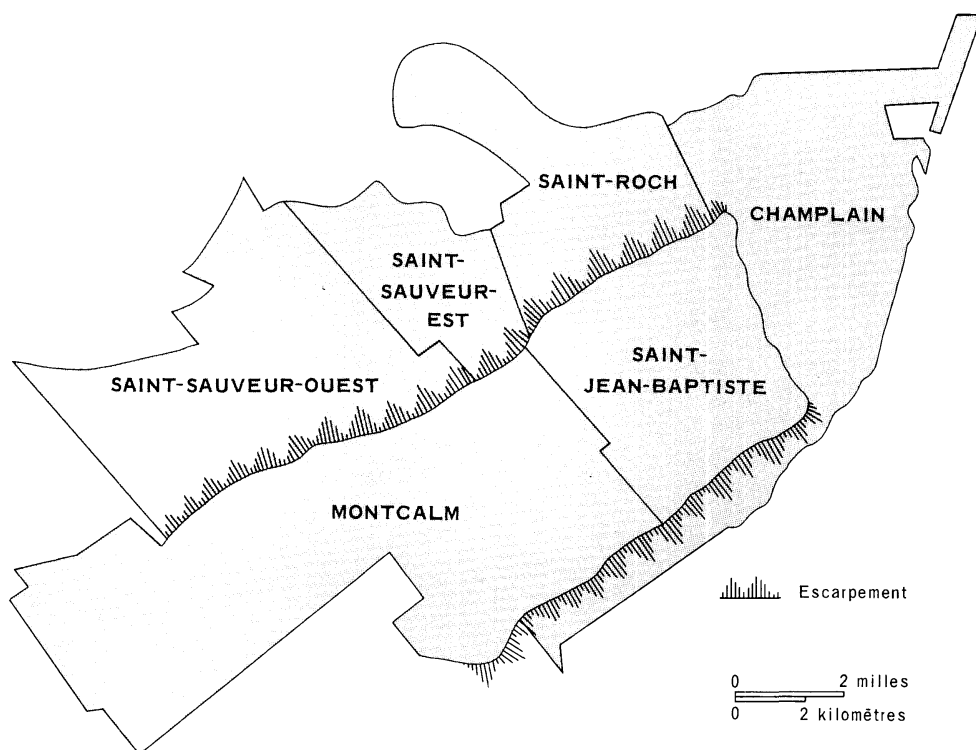 SAINT-ROCH
CHAMPLAIN
SAINT-
SAUVEUR-
EST
SAINT-
JEAN-BAPTISTE
SAINT-SAUVEUR-OUEST
MONTCALM
Escarpement
0 2 milles
0 2 kilomètres